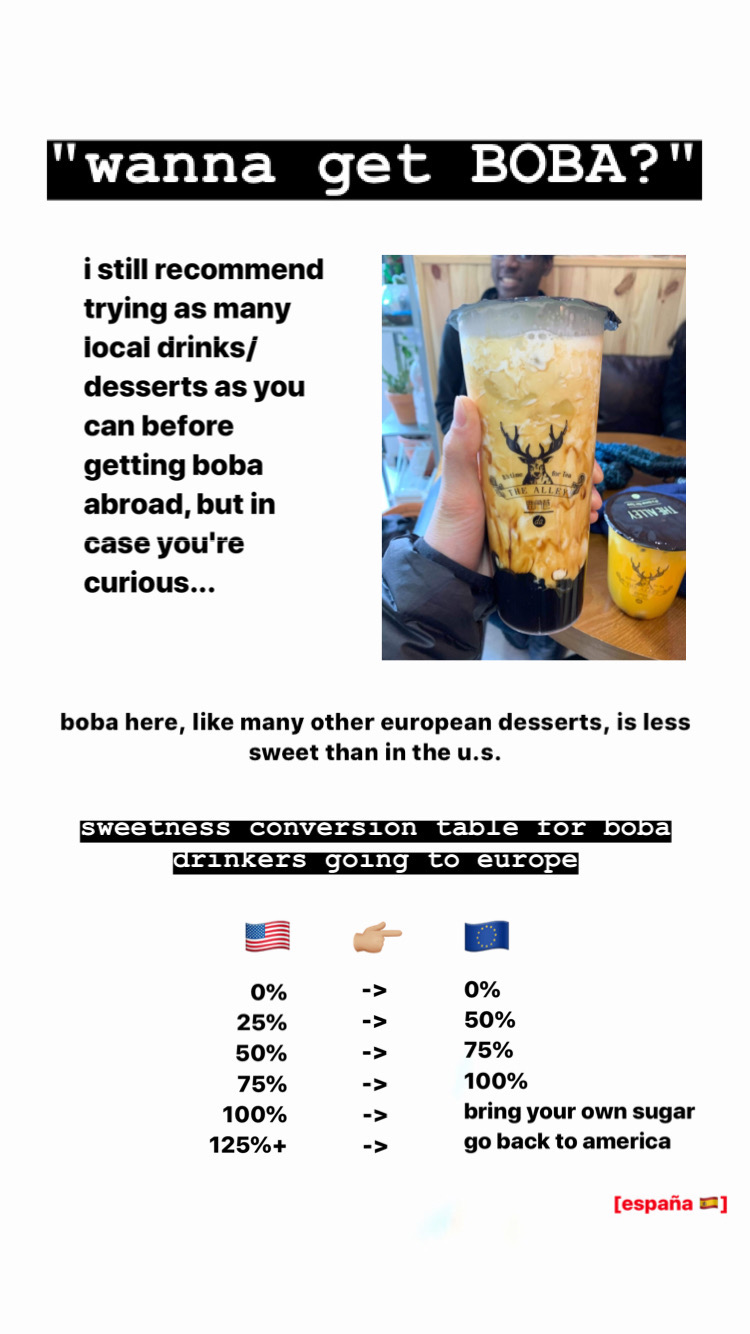 "wanna get BOBA?"
i still recommend
trying as many
local drinks/
desserts as you
can before
getting boba
abroad, but in
case you're
curious...
THE ALLEY
THE ALLEY
boba here, like many other european desserts, is less
sweet than in the u.s.
sweetness conversion table for boba
drinkers going to europe
🇺🇸 👉🏼 🇪🇺
0% -> 0%
25% -> 50%
50% -> 75%
75% -> 100%
100% -> bring your own sugar
125%+ -> go back to america
[españa 🇪🇸]